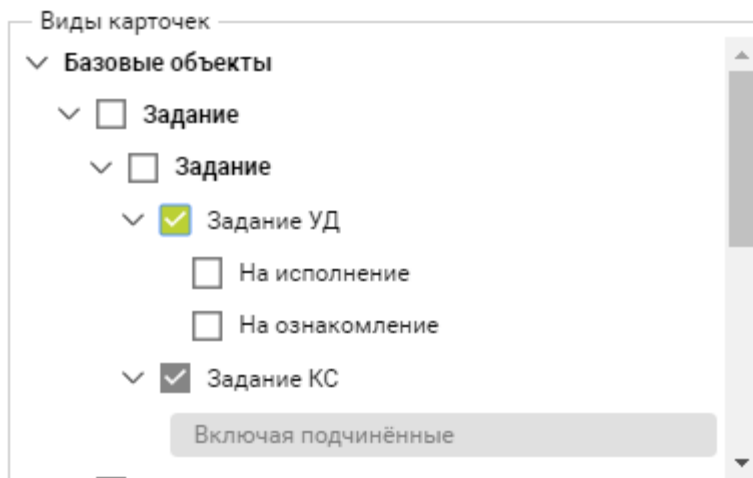 Виды карточек
Базовые объекты
Задание
Задание
Задание УД
На исполнение
На ознакомление
Задание КС
Включая подчинённые